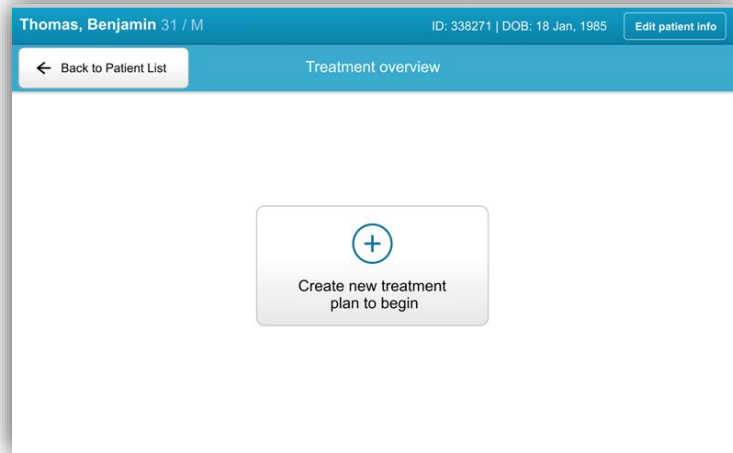 Thomas, Benjamin 31 / M
ID: 338271 | DOB: 18 Jan, 1985
Edit patient info
Back to Patient List
Treatment overview
Create new treatment
plan to begin